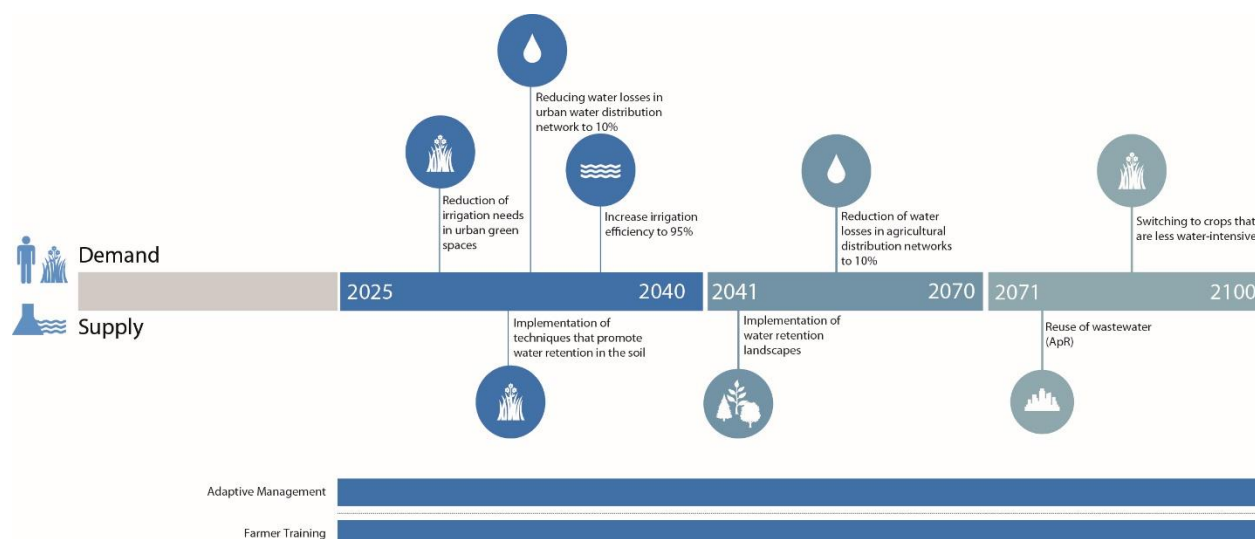 Reducing water losses in
urban water distribution
network to 10%
Reduction of
irrigation needs
in urban green
spaces
Increase irrigation
efficiency to 95%
Reduction of water
losses in agricultural
distribution networks
to 10%
Switching to crops that
are less water-intensive
Demand
2025
2040
2041
2070
2071
2100
Supply
Implementation of
techniques that promote
water retention in the soil
Implementation of
water retention
landscapes
Reuse of wastewater
(ApR)
Adaptive Management
Farmer Training